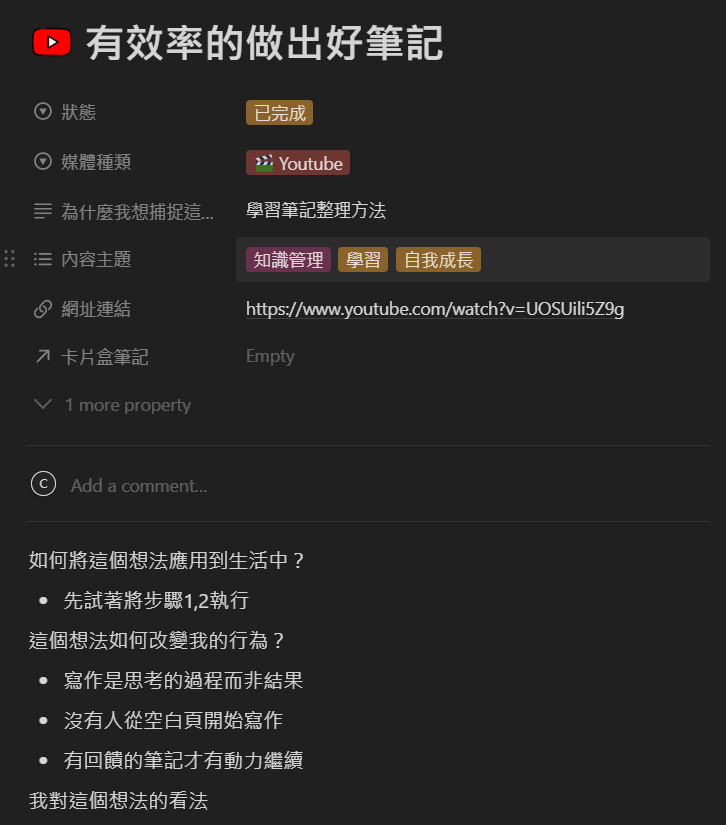 有效率的做出好筆記
狀態 已完成
媒體種類 Youtube
為什麼我想捕捉這... 學習筆記整理方法
內容主題 知識管理 學習 自我成長
網址連結 https://www.youtube.com/watch?v=UOSUili5Z9g
卡片盒筆記 Empty
1 more property
C Add a comment...
如何將這個想法應用到生活中？
• 先試著將步驟1,2執行
這個想法如何改變我的行為？
• 寫作是思考的過程而非結果
• 沒有人從空白頁開始寫作
• 有回饋的筆記才有動力繼續
我對這個想法的看法